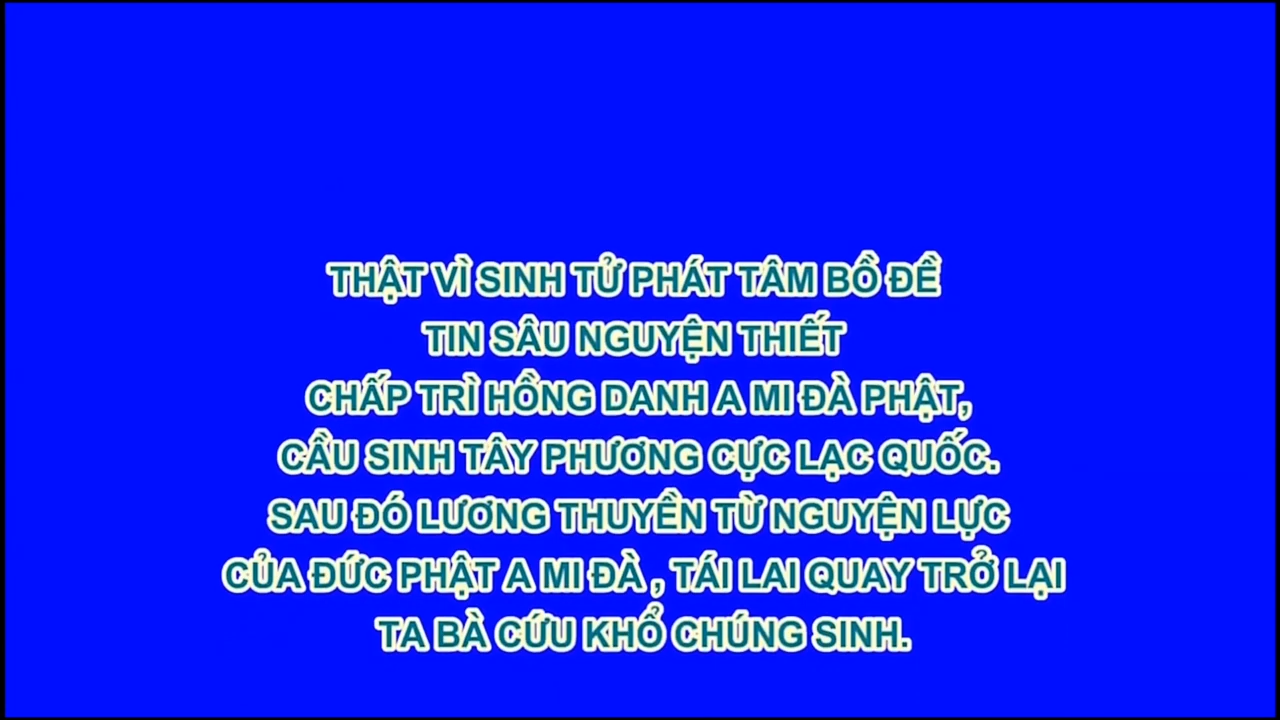 THẬT VÌ SINH TỬ PHÁT TÂM BỒ ĐỀ
TIN SÂU NGUYỆN THIẾT
CHẤP TRÌ HỒNG DANH A MI ĐÀ PHẬT,
CẦU SINH TÂY PHƯƠNG CỰC LẠC QUỐC.
SAU ĐÓ LƯƠNG THUYỀN TỪ NGUYỆN LỰC
CỦA ĐỨC PHẬT A MI ĐÀ , TÁI LAI QUAY TRỞ LẠI
TA BÀ CỨU KHỔ CHÚNG SINH.